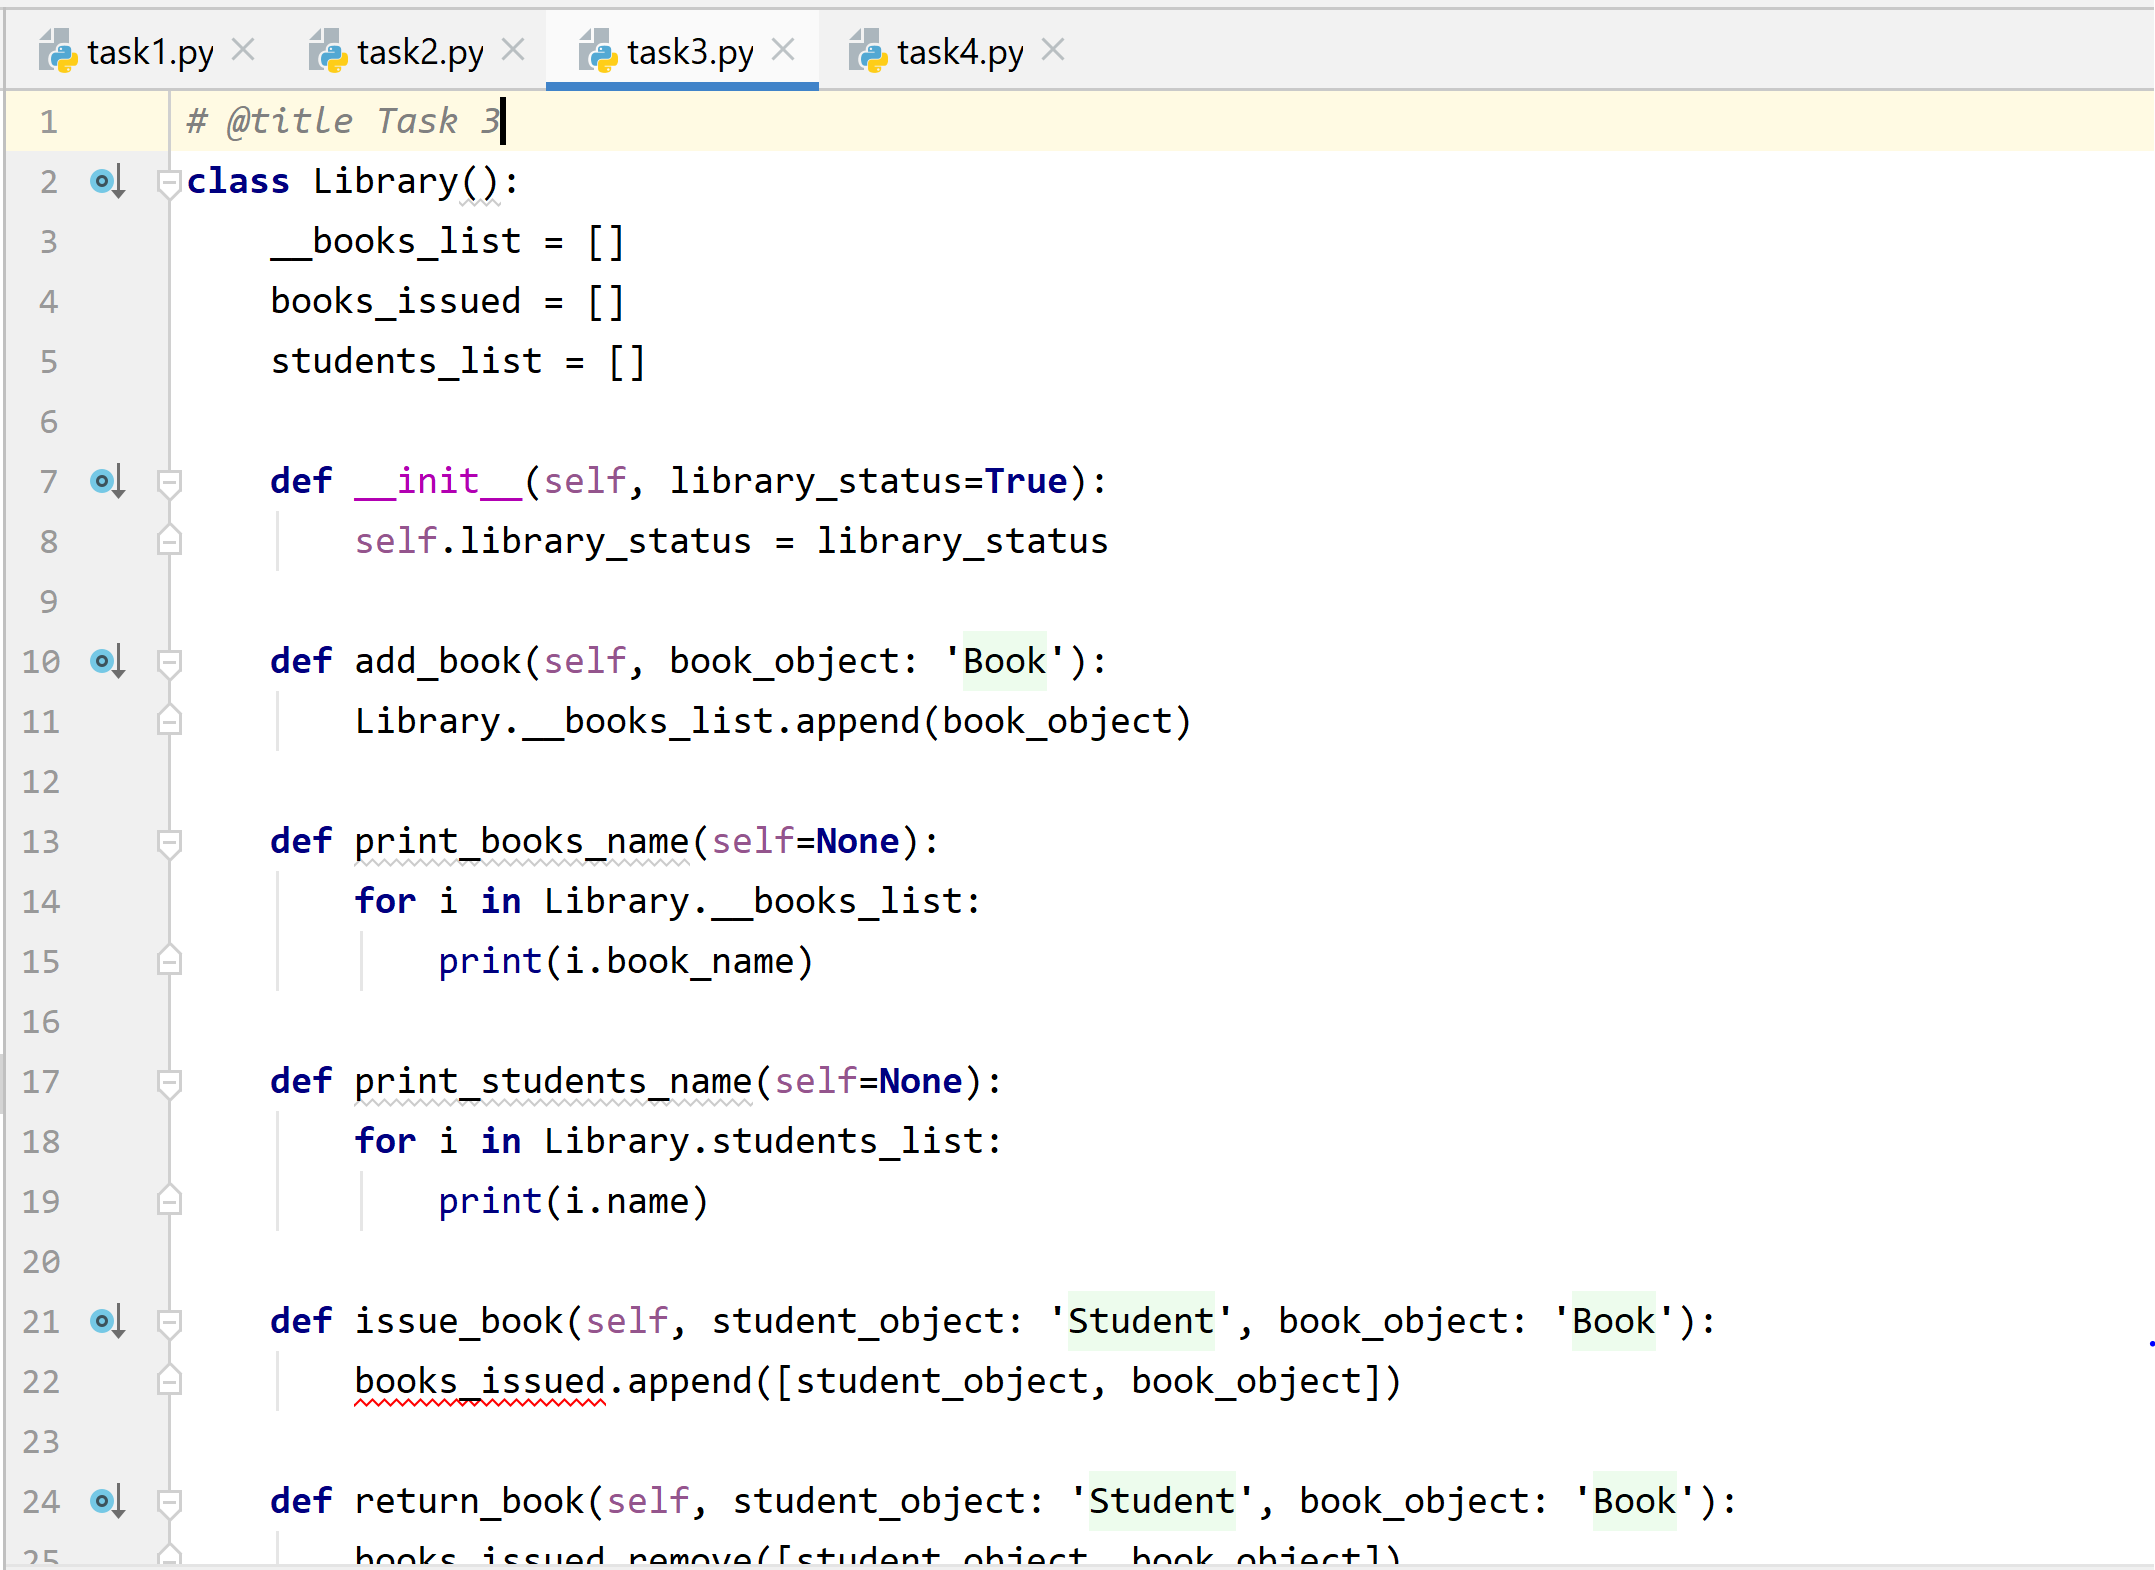 task1.py task2.py task3.py task4.py
1 # @title Task 3
2 class Library():
3     __books_list = []
4     books_issued = []
5     students_list = []
6
7     def __init__(self, library_status=True):
8         self.library_status = library_status
9
10     def add_book(self, book_object: 'Book'):
11         Library.__books_list.append(book_object)
12
13     def print_books_name(self=None):
14         for i in Library.__books_list:
15             print(i.book_name)
16
17     def print_students_name(self=None):
18         for i in Library.students_list:
19             print(i.name)
20
21     def issue_book(self, student_object: 'Student', book_object: 'Book'):
22         books_issued.append([student_object, book_object])
23
24     def return_book(self, student_object: 'Student', book_object: 'Book'):
25         books_issued.remove([student_object, book_object])